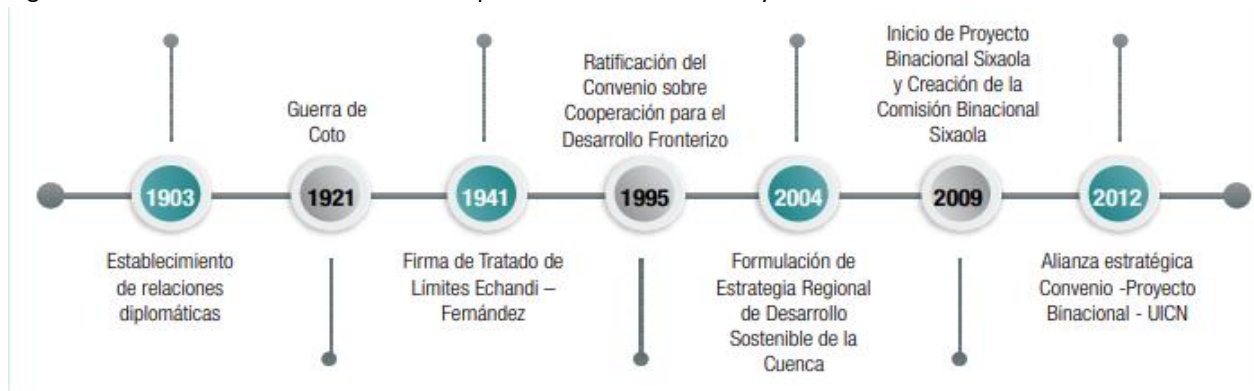 1903
Establecimiento
de relaciones
diplomáticas
Guerra de
Coto
1921
1941
Firma de Tratado de
Límites Echandi –
Fernández
Ratificación del
Convenio sobre
Cooperación para el
Desarrollo Fronterizo
1995
2004
Formulación de
Estrategia Regional
de Desarrollo
Sostenible de la
Cuenca
Inicio de Proyecto
Binacional Sixaola
y Creación de la
Comisión Binacional
Sixaola
2009
2012
Alianza estratégica
Convenio -Proyecto
Binacional - UICN